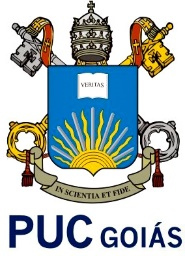 VERITAS
IN SCIENTIA ET FIDE
PUC GOIÁS